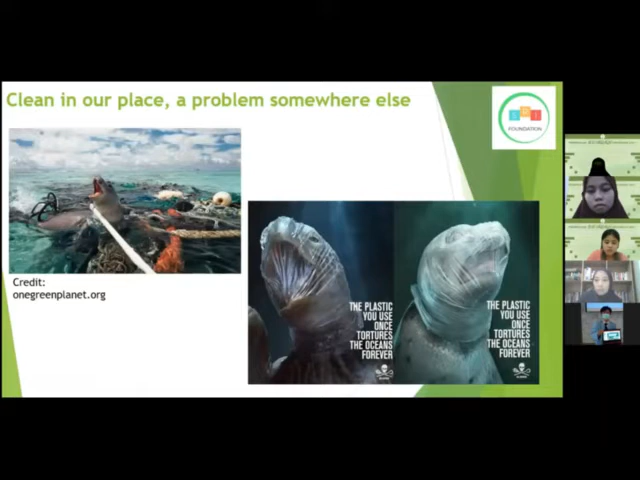 Clean in our place, a problem somewhere else
FOUNDATION
Credit:
onegreenplanet.org
THE PLASTIC
YOU USE
ONCE
TORTURES
THE OCEANS
FOREVER
THE PLASTIC
YOU USE
ONCE
TORTURES
THE OCEANS
FOREVER